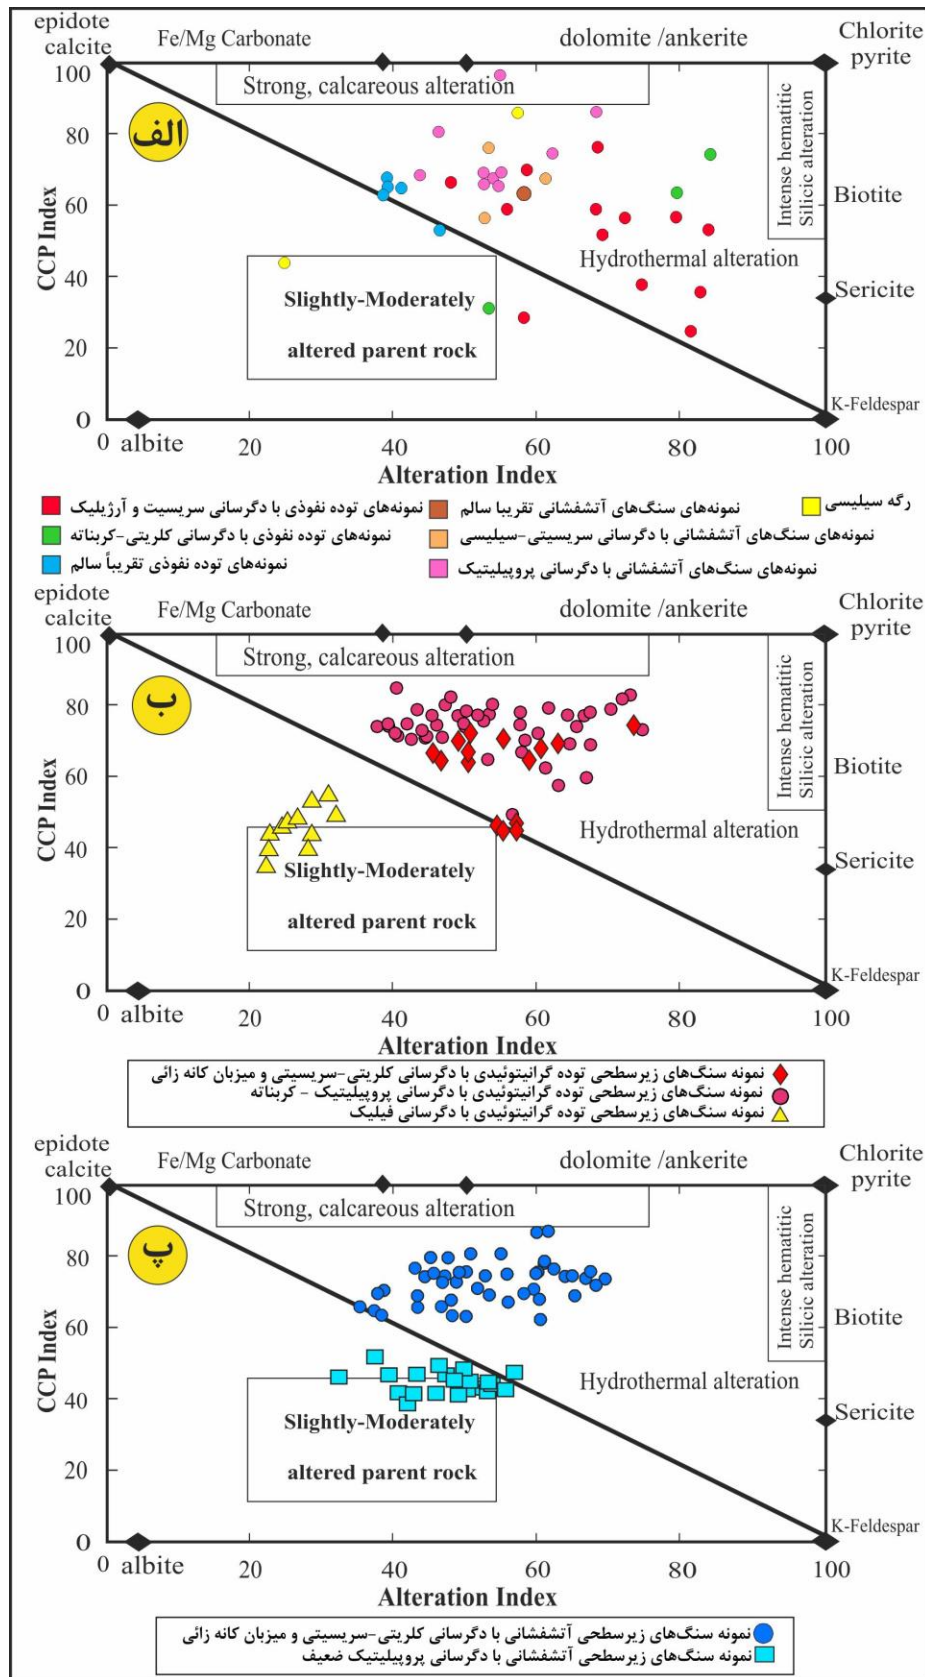 epidote
calcite
Fe/Mg Carbonate
dolomite /ankerite
Chlorite
pyrite
100
Strong, calcareous alteration
الف
80
Intense hematitic
Silicic alteration
Biotite
60
CCP Index
Hydrothermal alteration
40
Slightly-Moderately
Sericite
altered parent rock
20
K-Feldespar
0
0
albite
20
40
60
80
100
Alteration Index
نمونه‌های توده نفوذی با دگرسانی سریسیت و آرژیلیک
نمونه‌های سنگ‌های آتشفشانی تقریبا سالم
رگه سیلیسی
نمونه‌های توده نفوذی با دگرسانی کلریتی-کربناته
نمونه‌های سنگ‌های آتشفشانی با دگرسانی سریسیتی-سیلیسی
نمونه‌های توده نفوذی تقریباً سالم
نمونه‌های سنگ‌های آتشفشانی با دگرسانی پروپیلیتیک
epidote
calcite
Fe/Mg Carbonate
dolomite /ankerite
Chlorite
pyrite
100
Strong, calcareous alteration
ب
80
Intense hematitic
Silicic alteration
Biotite
60
CCP Index
Hydrothermal alteration
40
Slightly-Moderately
Sericite
altered parent rock
20
K-Feldespar
0
0
albite
20
40
60
80
100
Alteration Index
نمونه سنگ‌های زیرسطحی توده گرانیتوئیدی با دگرسانی کلریتی-سریسیتی و میزبان کانه زائی
نمونه سنگ‌های زیرسطحی توده گرانیتوئیدی با دگرسانی پروپیلیتیک - کربناته
نمونه سنگ‌های زیرسطحی توده گرانیتوئیدی با دگرسانی فیلیک
epidote
calcite
Fe/Mg Carbonate
dolomite /ankerite
Chlorite
pyrite
100
Strong, calcareous alteration
پ
80
Intense hematitic
Silicic alteration
Biotite
60
CCP Index
Hydrothermal alteration
40
Slightly-Moderately
Sericite
altered parent rock
20
K-Feldespar
0
0
albite
20
40
60
80
100
Alteration Index
نمونه سنگ‌های زیرسطحی آتشفشانی با دگرسانی کلریتی-سریسیتی و میزبان کانه زائی
نمونه سنگ‌های زیرسطحی آتشفشانی با دگرسانی پروپیلیتیک ضعیف